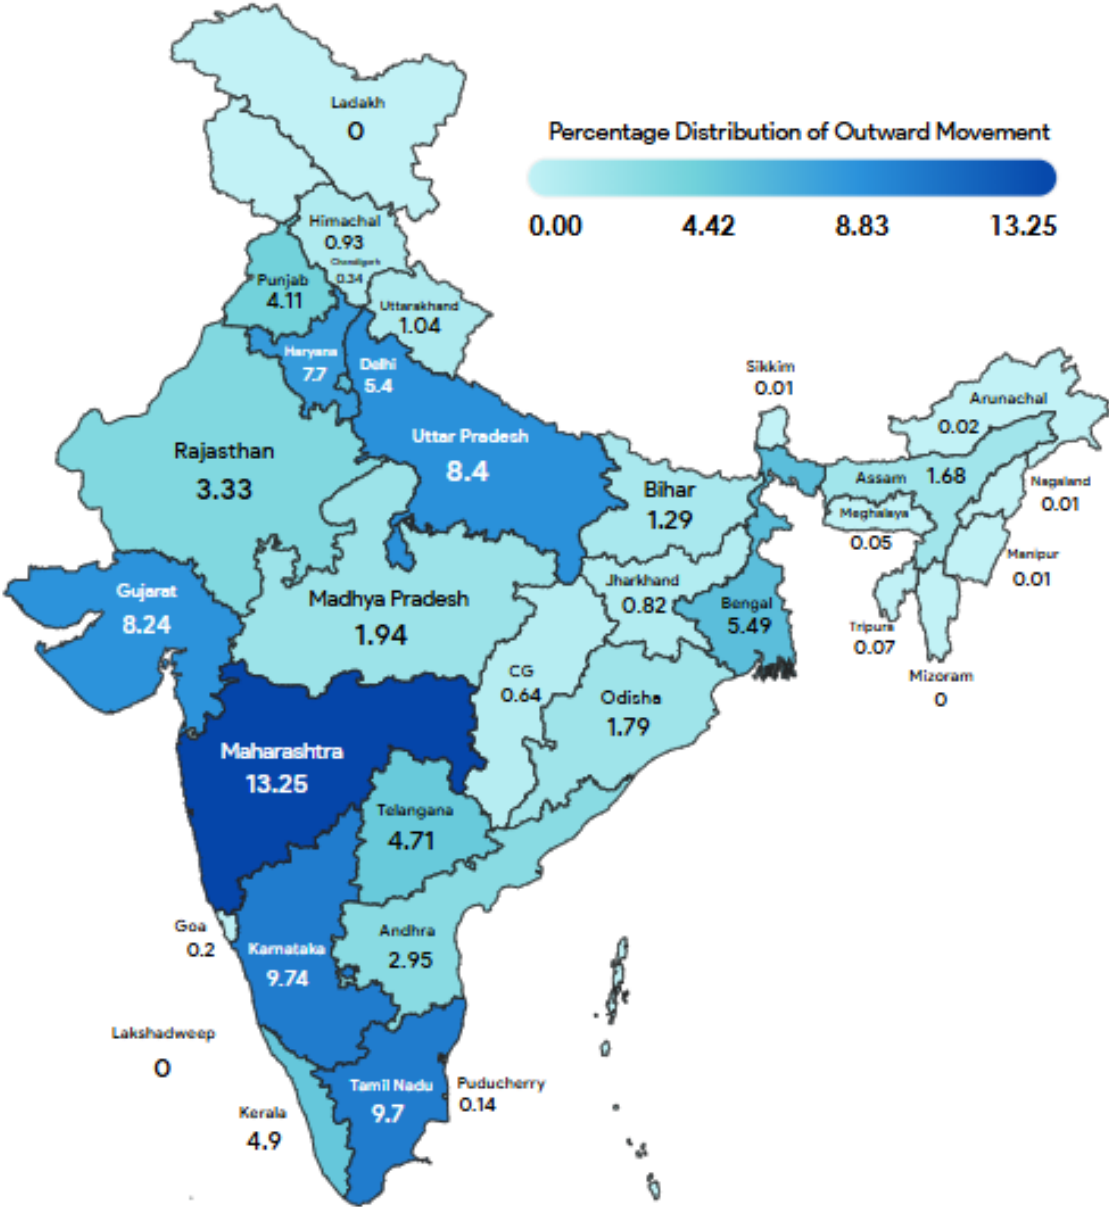 Ladakh
0
Percentage Distribution of Outward Movement
0.00 4.42 8.83 13.25
Himachal
0.93
Chandigarh
0.34
Punjab
4.11
Uttarakhand
1.04
Haryana
7.7
Delhi
5.4
Sikkim
0.01
Arunachal
0.02
Rajasthan
3.33
Uttar Pradesh
8.4
Bihar
1.29
Assam 1.68
Nagaland
0.01
Meghalaya
0.05
Manipur
0.01
Gujarat
8.24
Madhya Pradesh
1.94
Jharkhand
0.82
Bengal
5.49
Tripura
0.07
Mizoram
0
CG
0.64
Odisha
1.79
Maharashtra
13.25
Telangana
4.71
Goa
0.2
Karnataka
9.74
Andhra
2.95
Lakshadweep
0
Tamil Nadu
9.7
Puducherry
0.14
Kerala
4.9